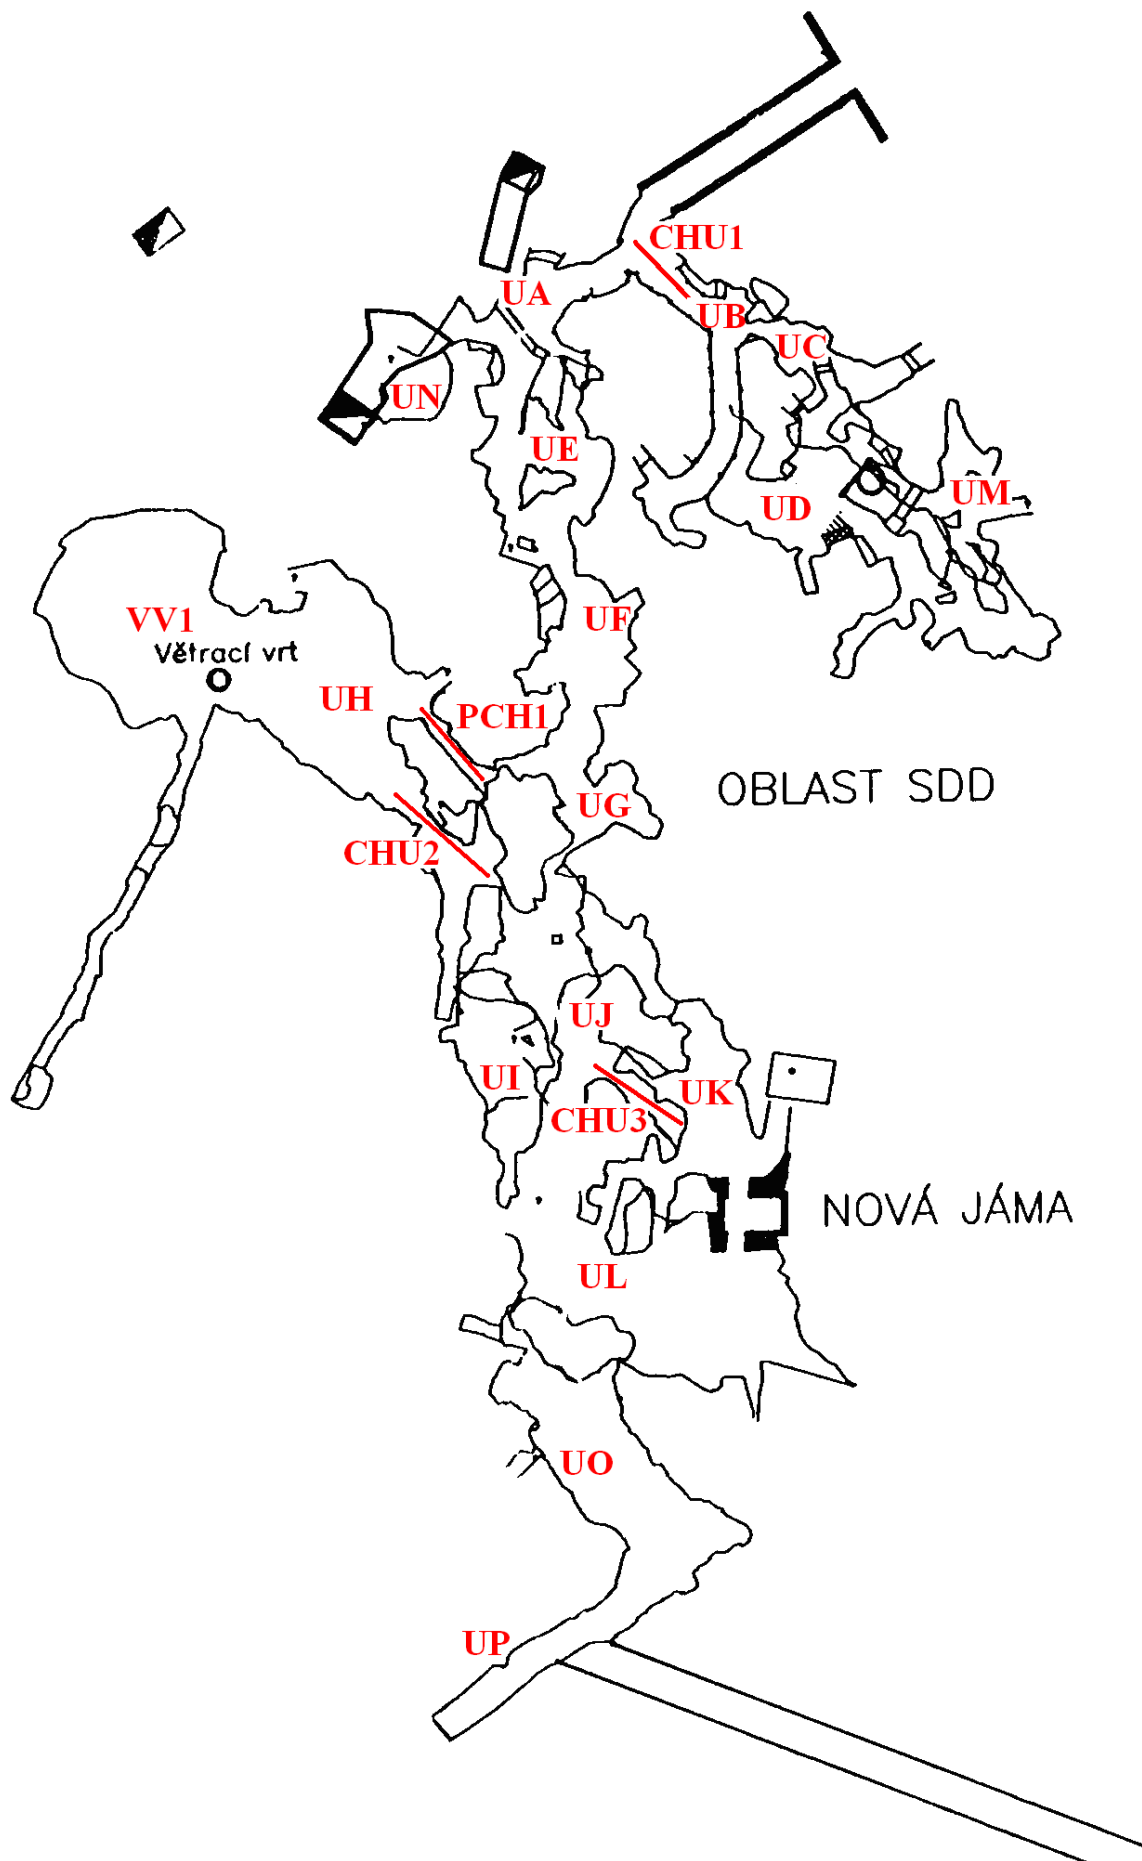 CHU1
UA
UB
UC
UN
UE
UM
UD
VV1
UF
Větrací vrt
UH
PCH1
OBLAST SDD
UG
CHU2
UJ
UI
UK
CHU3
NOVÁ JÁMA
UL
UO
UP